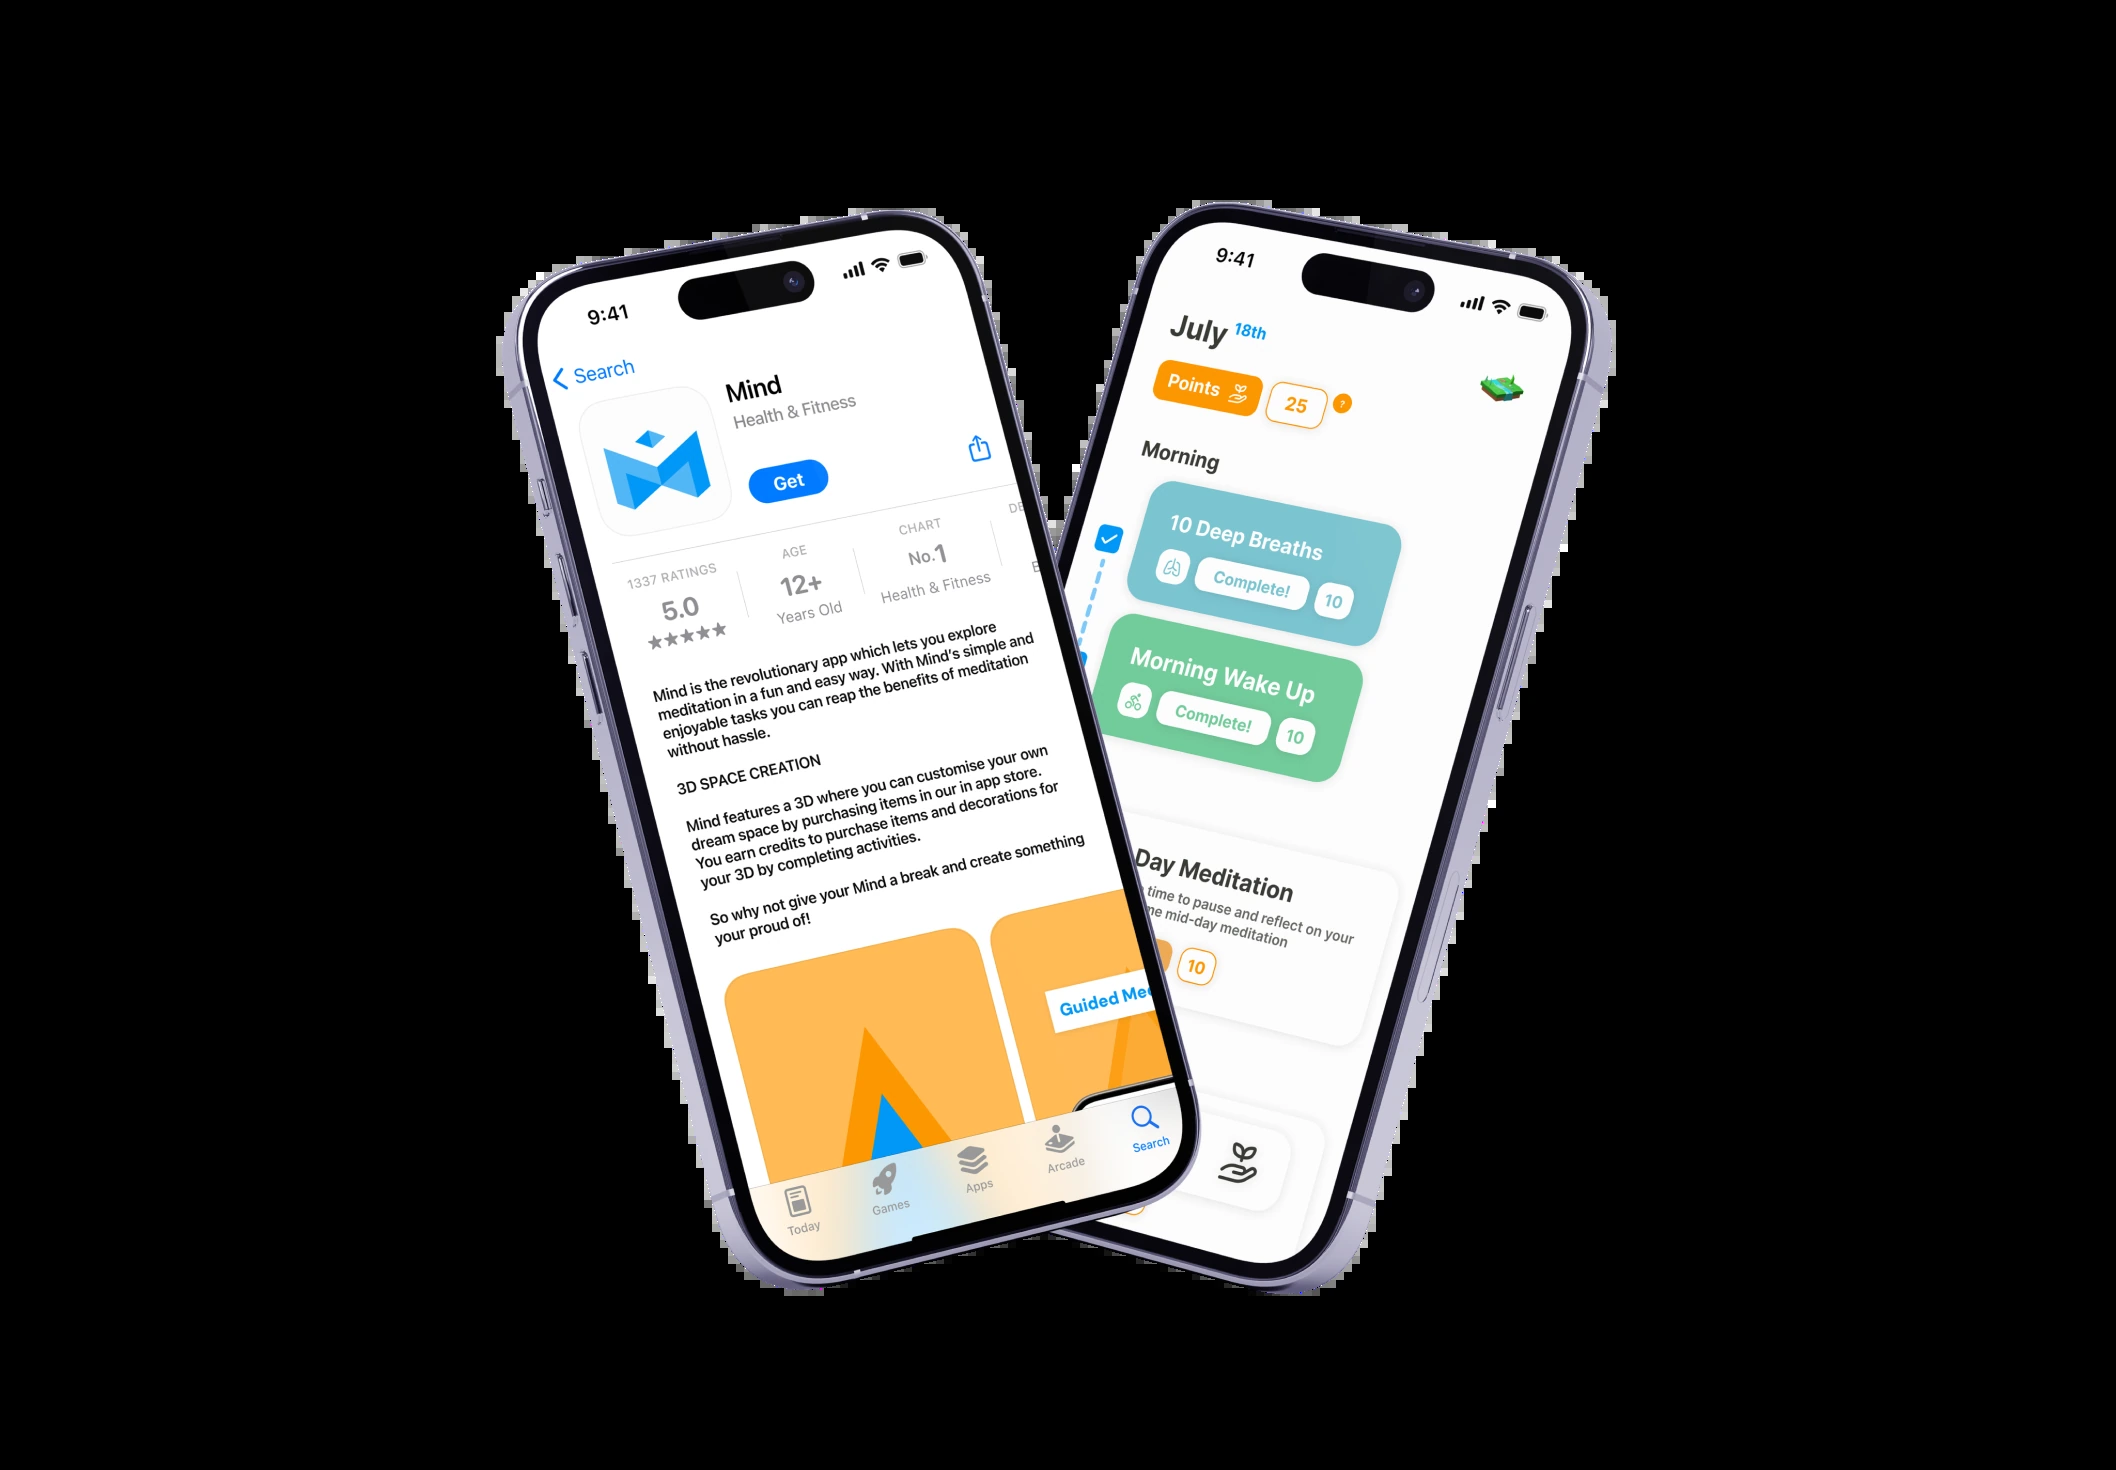 9:41
Search
Mind
Health & Fitness
Get
1337 RATINGS
5.0
AGE
12+
Years Old
CHART
No.1
Health & Fitness
Mind is the revolutionary app which lets you explore
meditation in a fun and easy way. With Mind's simple and
enjoyable tasks you can reap the benefits of meditation
without hassle.
3D SPACE CREATION
Mind features a 3D where you can customise your own
dream space by purchasing items in our in app store.
You earn credits to purchase items and decorations for
your 3D by completing activities.
So why not give your Mind a break and create something
your proud of!
Guided
Today
Games
Apps
Arcade
Search
9:41
July 18th
Points 25 ?
Morning
10 Deep Breaths
Complete! 10
Morning Wake Up
Complete! 10
Day Meditation
time to pause and reflect on your
mid-day meditation
10